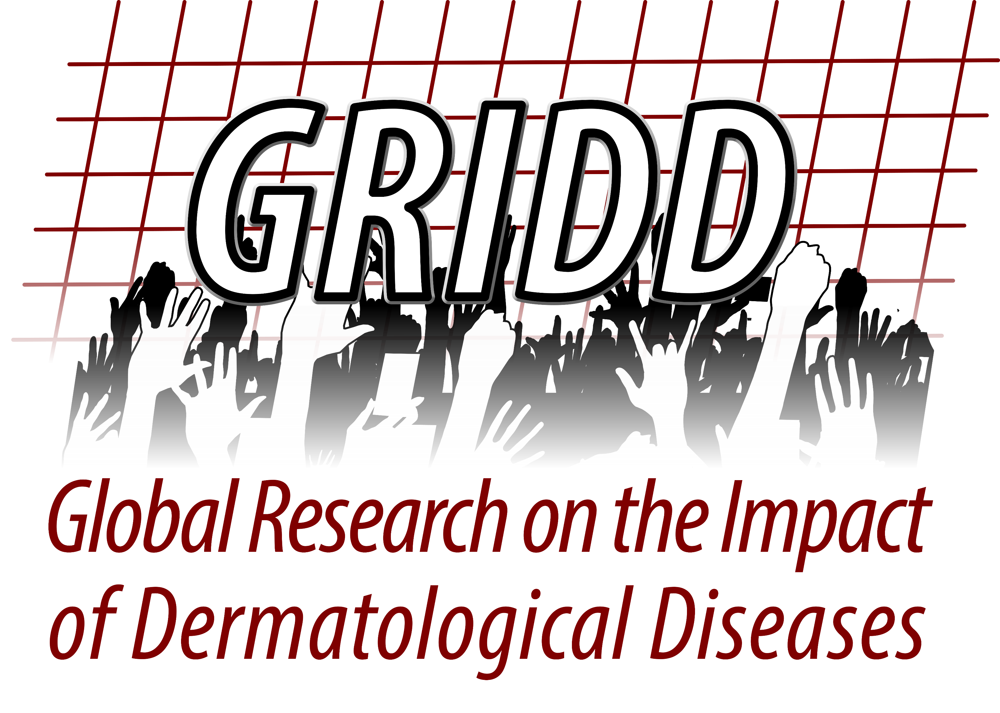 GRIDD
Global Research on the Impact
of Dermatological Diseases